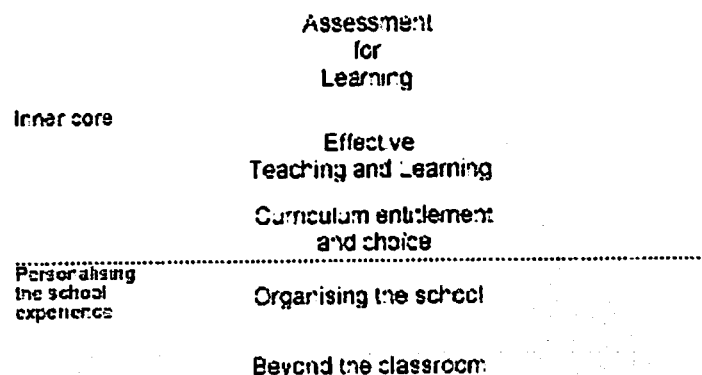 Assessment
for
Learning
Inner core
Effective
Teaching and Learning
Curriculum entitlement
and choice
Personalising
the school
experience
Organising the school
Beyond the classroom